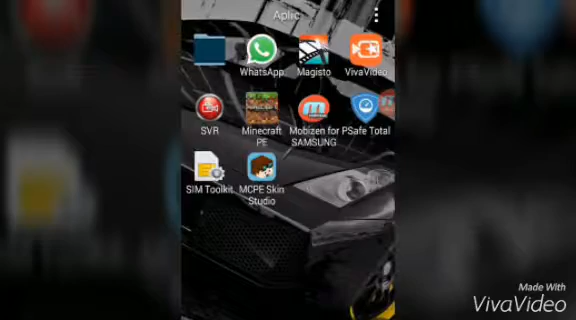 Aplic.
WhatsApp
Magisto
VivaVideo
SVR
Minecraft
PE
Mobizen for
SAMSUNG
PSafe Total
SIM Toolkit
MCPE Skin
Studio
Made With
VivaVideo